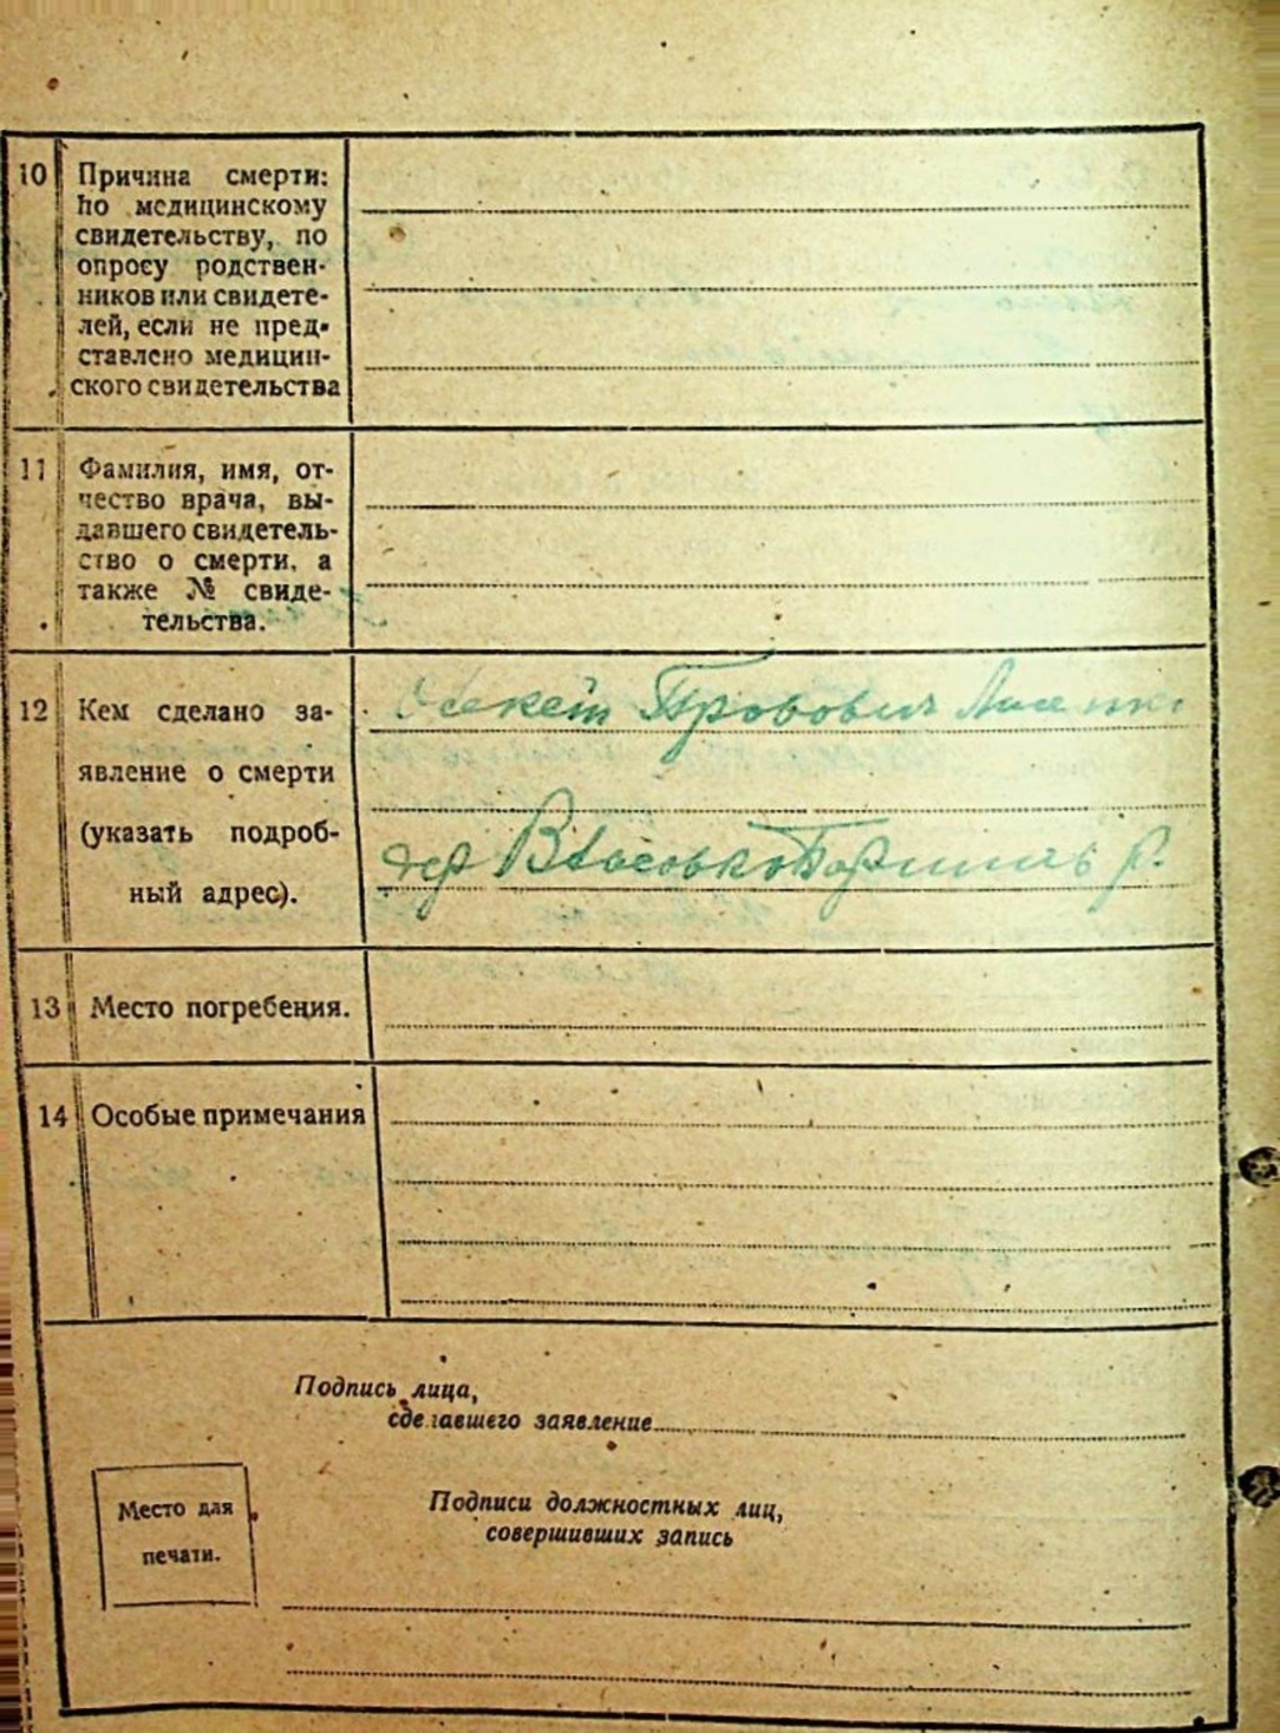 10 Причина смерти:
по медицинскому
свидетельству, по
опросу родствен-
ников или свидете-
лей, если не пред-
ставлено медицин-
ского свидетельства
11 Фамилия, имя, от-
чество врача, вы-
давшего свидетель-
ство о смерти, а
также № свиде-
тельства.
12 Кем сделано за-
явление о смерти
(указать подроб-
ный адрес).
дер
13 Место погребения.
14 Особые примечания
Подпись лица,
сделавшего заявление
Место для
печати.
Подписи должностных лиц,
совершивших запись